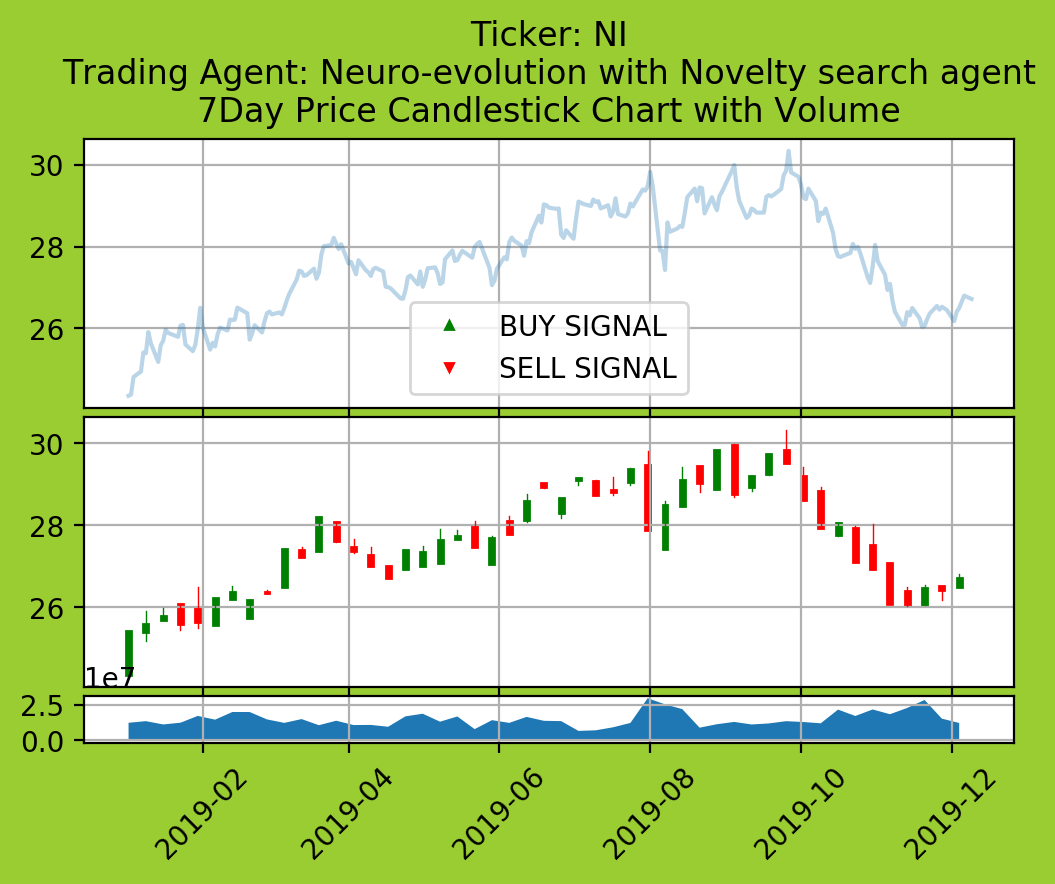 Ticker: NI
Trading Agent: Neuro-evolution with Novelty search agent
7Day Price Candlestick Chart with Volume
30
28
26
BUY SIGNAL
SELL SIGNAL
30
28
26
1e7
2.5
0.0
2019-02
2019-04
2019-06
2019-08
2019-10
2019-12